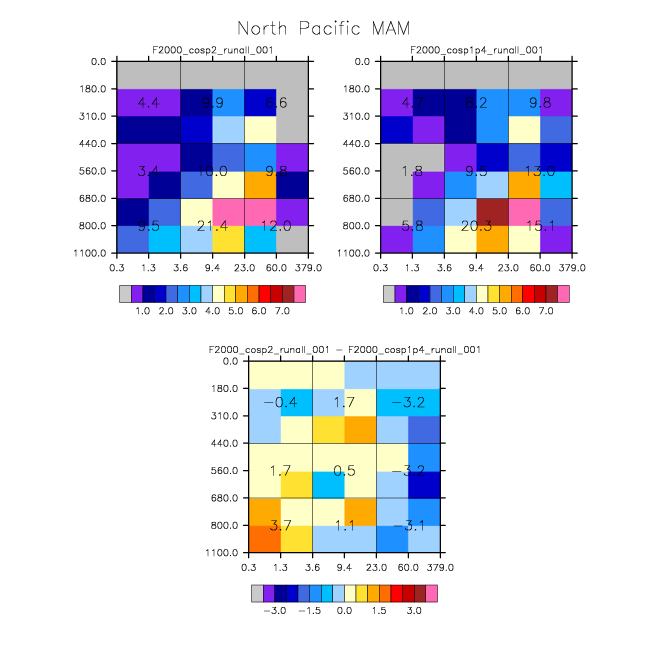 North Pacific MAM
F2000_cosp2_runall_001
F2000_cosp1p4_runall_001
0.0
180.0
310.0
440.0
560.0
680.0
800.0
1100.0
4.4 9.9 6.6
3.4 10.0 9.8
9.5 21.4 12.0
0.3 1.3 3.6 9.4 23.0 60.0 379.0
1.0 2.0 3.0 4.0 5.0 6.0 7.0
0.0
180.0
310.0
440.0
560.0
680.0
800.0
1100.0
8.2 9.8
1.8 9.5 13.0
5.8 20.3 15.1
0.3 1.3 3.6 9.4 23.0 60.0 379.0
1.0 2.0 3.0 4.0 5.0 6.0 7.0
F2000_cosp2_runall_001 − F2000_cosp1p4_runall_001
0.0
180.0
310.0
440.0
560.0
680.0
800.0
1100.0
−0.4 1.7 −3.2
1.7 0.5 −3.2
3.7 1.1 −3.1
0.3 1.3 3.6 9.4 23.0 60.0 379.0
−3.0 −1.5 0.0 1.5 3.0